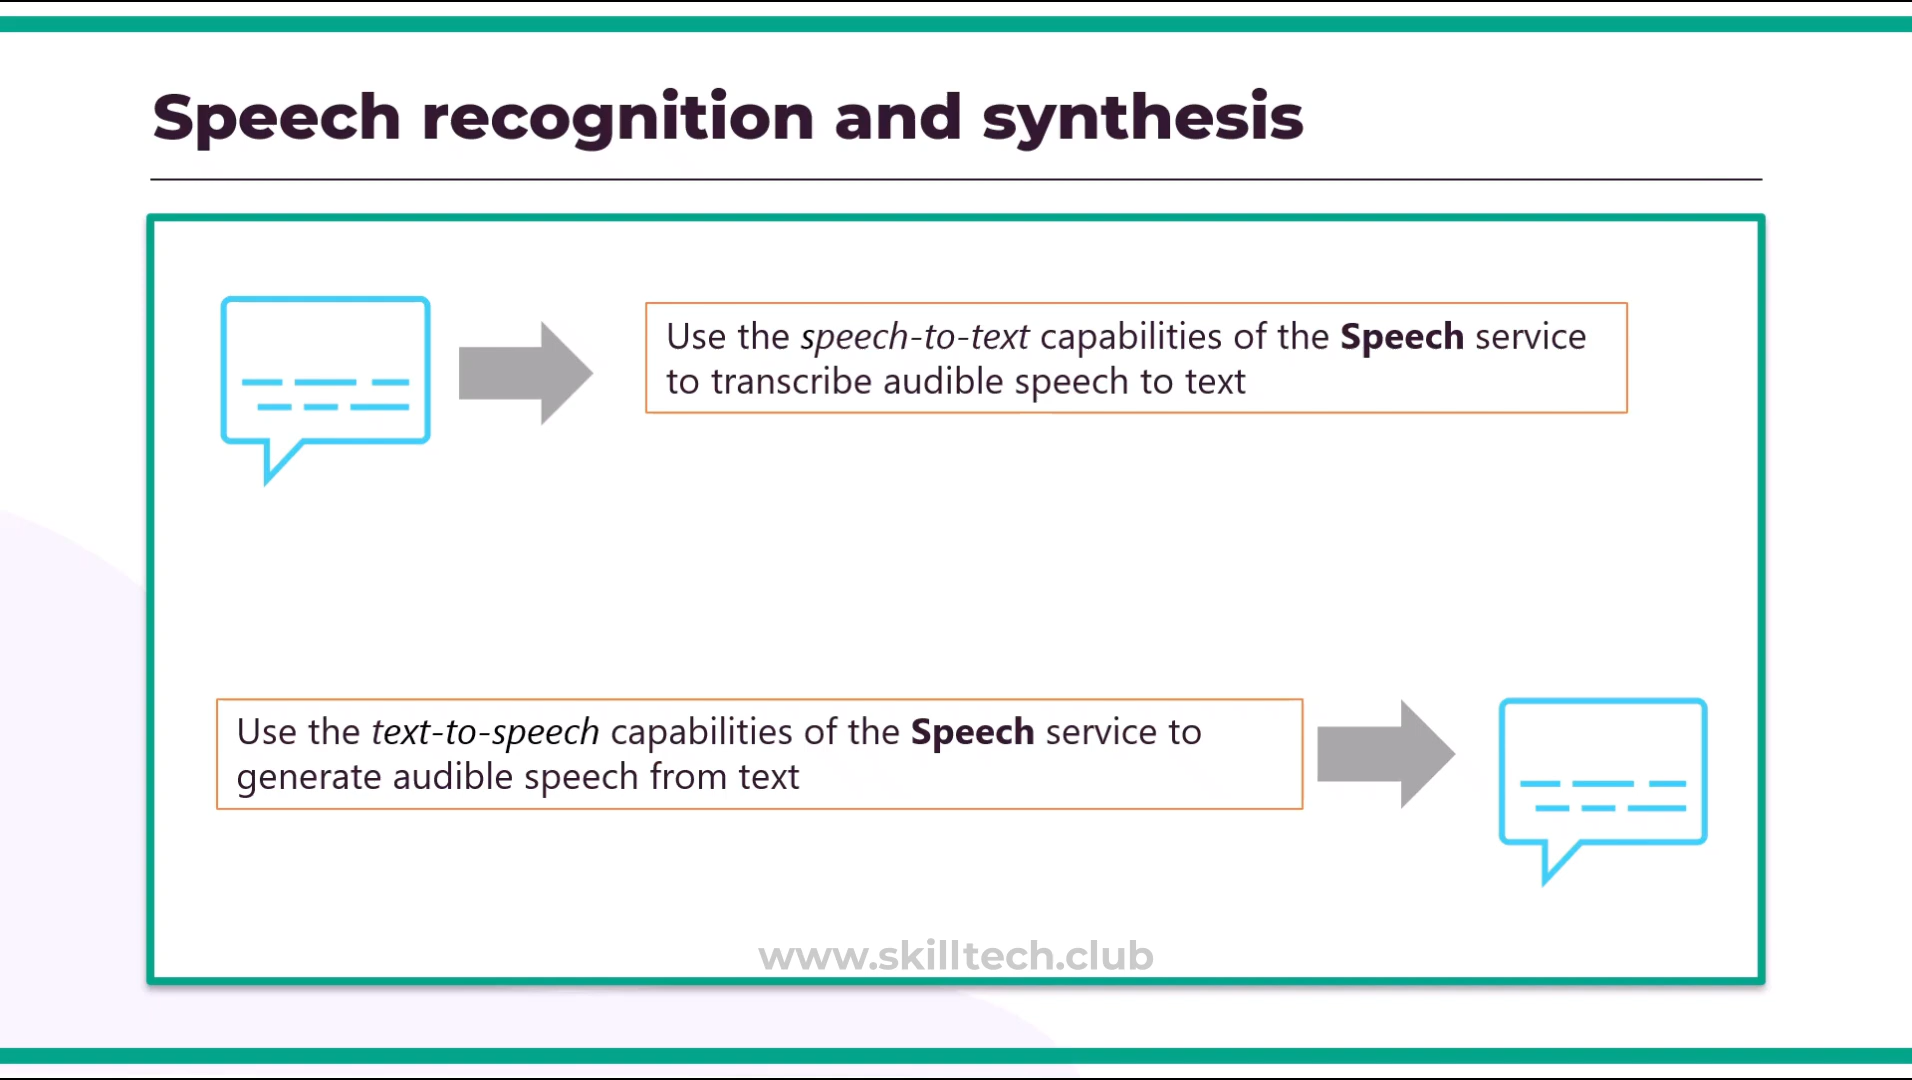 Speech recognition and synthesis
Use the speech-to-text capabilities of the Speech service
to transcribe audible speech to text
Use the text-to-speech capabilities of the Speech service to
generate audible speech from text
www.skilltech.club